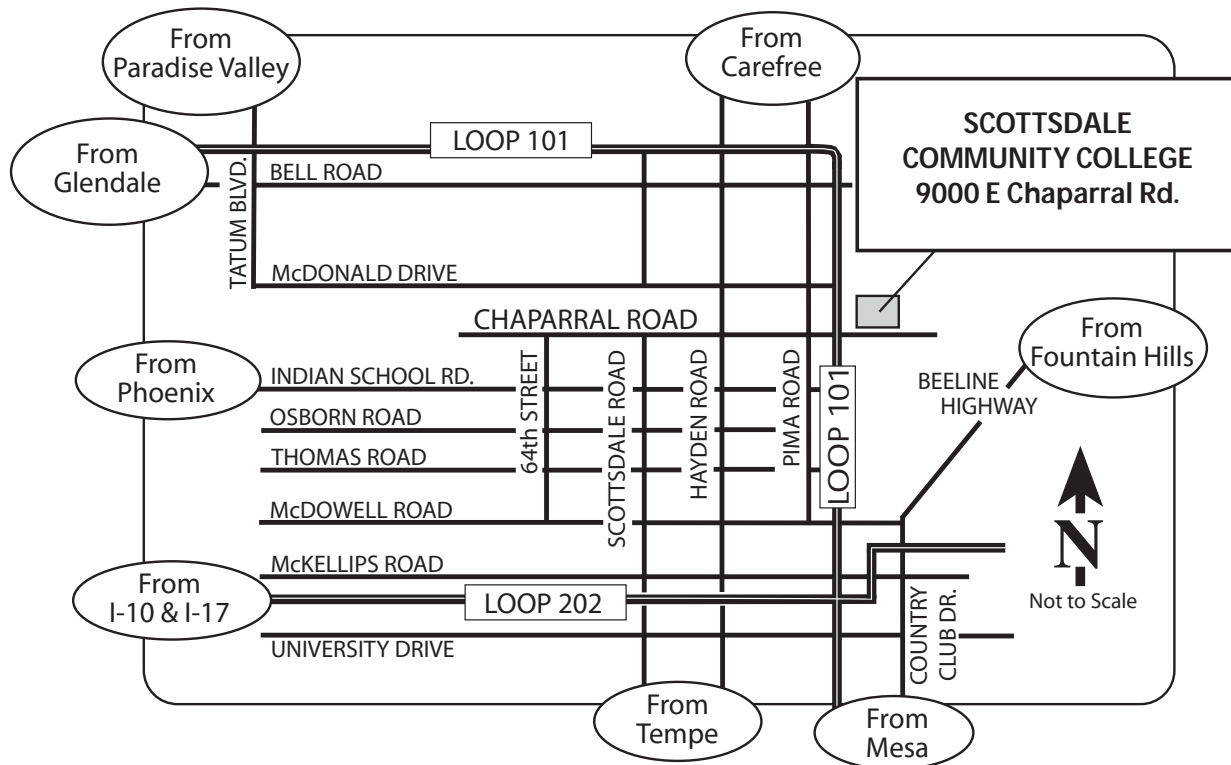 From
Paradise Valley
From
Carefree
SCOTTSDALE
COMMUNITY COLLEGE
9000 E Chaparral Rd.
From
Glendale
LOOP 101
BELL ROAD
TATUM BLVD.
McDONALD DRIVE
CHAPARRAL ROAD
From
Fountain Hills
From
Phoenix
INDIAN SCHOOL RD.
OSBORN ROAD
THOMAS ROAD
McDOWELL ROAD
64th STREET
SCOTTSDALE ROAD
HAYDEN ROAD
PIMA ROAD
LOOP 101
BEELINE
HIGHWAY
N
Not to Scale
McKELLIPS ROAD
From
I-10 & I-17
LOOP 202
UNIVERSITY DRIVE
COUNTRY
CLUB DR.
From
Tempe
From
Mesa